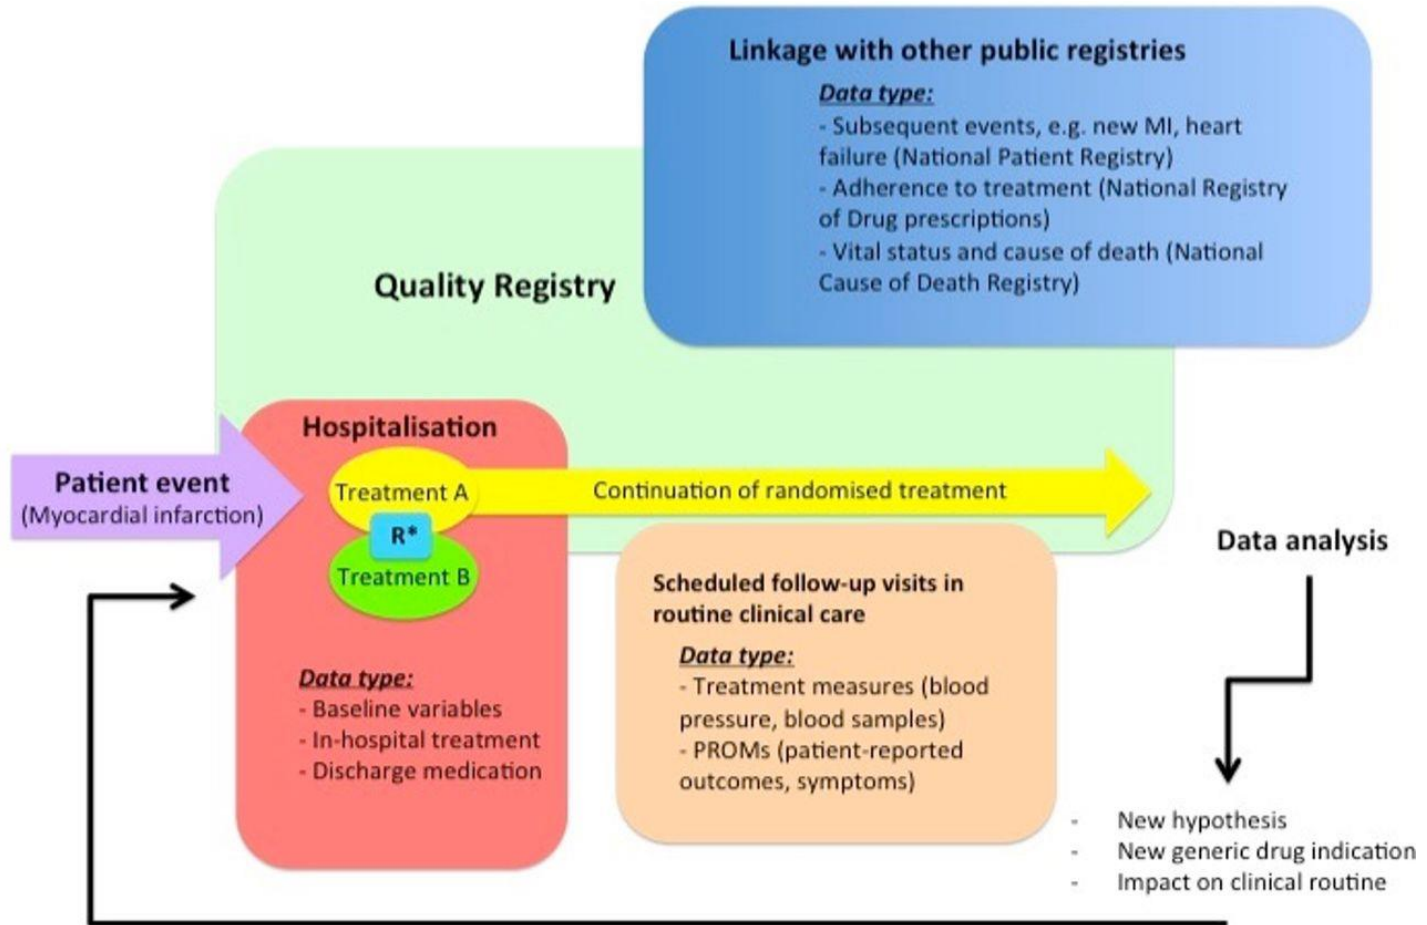 Linkage with other public registries
Data type:
- Subsequent events, e.g. new MI, heart
failure (National Patient Registry)
- Adherence to treatment (National Registry
of Drug prescriptions)
- Vital status and cause of death (National
Cause of Death Registry)
Quality Registry
Hospitalisation
Patient event
(Myocardial infarction)
Treatment A
R*
Treatment B
Continuation of randomised treatment
Data type:
- Baseline variables
- In-hospital treatment
- Discharge medication
Scheduled follow-up visits in
routine clinical care
Data type:
- Treatment measures (blood
pressure, blood samples)
- PROMs (patient-reported
outcomes, symptoms)
Data analysis
- New hypothesis
- New generic drug indication
- Impact on clinical routine